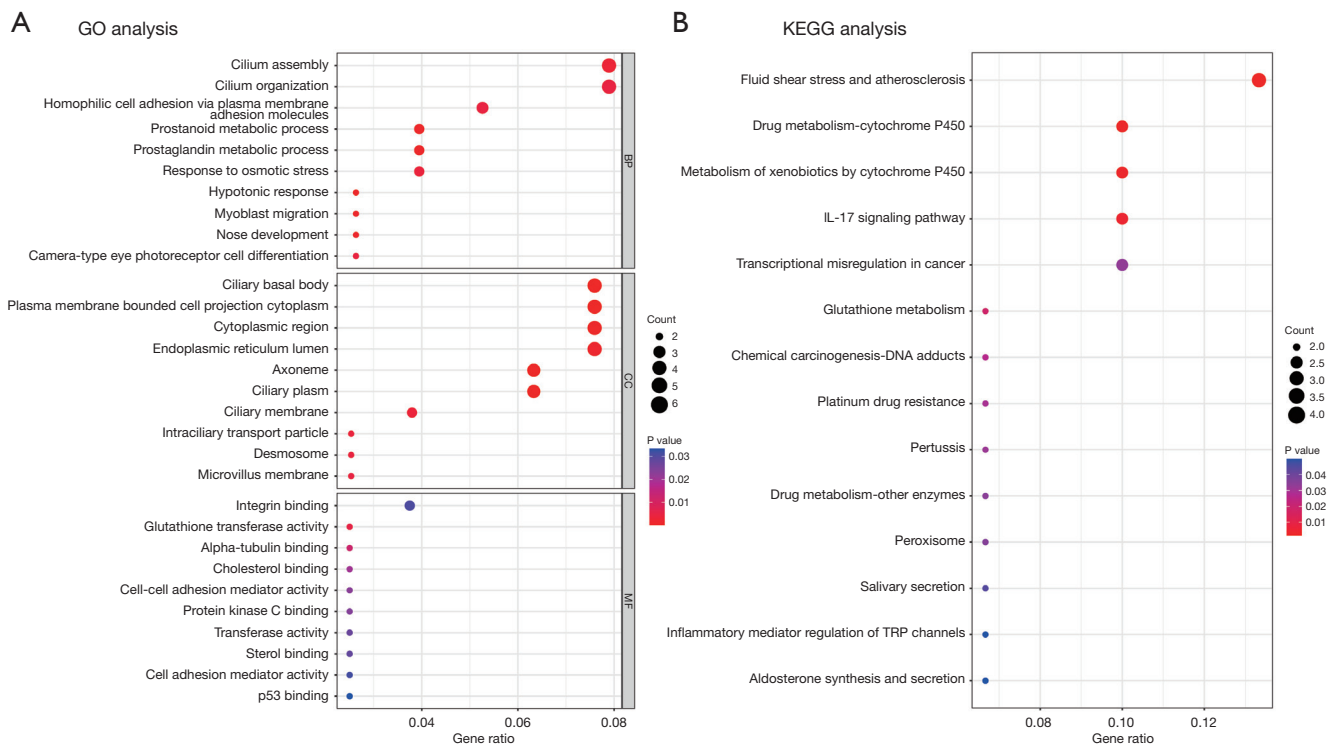 A
GO analysis
Cilium assembly
Cilium organization
Homophilic cell adhesion via plasma membrane
adhesion molecules
Prostanoid metabolic process
Prostaglandin metabolic process
Response to osmotic stress
Hypotonic response
Myoblast migration
Nose development
Camera-type eye photoreceptor cell differentiation
BP
Ciliary basal body
Plasma membrane bounded cell projection cytoplasm
Cytoplasmic region
Endoplasmic reticulum lumen
Axoneme
Ciliary plasm
Ciliary membrane
Intraciliary transport particle
Desmosome
Microvillus membrane
CC
Integrin binding
Glutathione transferase activity
Alpha-tubulin binding
Cholesterol binding
Cell-cell adhesion mediator activity
Protein kinase C binding
Transferase activity
Sterol binding
Cell adhesion mediator activity
p53 binding
MF
0.04
0.06
0.08
Gene ratio
Count
2
3
4
5
6
P value
0.03
0.02
0.01
B
KEGG analysis
Fluid shear stress and atherosclerosis
Drug metabolism-cytochrome P450
Metabolism of xenobiotics by cytochrome P450
IL-17 signaling pathway
Transcriptional misregulation in cancer
Glutathione metabolism
Chemical carcinogenesis-DNA adducts
Platinum drug resistance
Pertussis
Drug metabolism-other enzymes
Peroxisome
Salivary secretion
Inflammatory mediator regulation of TRP channels
Aldosterone synthesis and secretion
0.08
0.10
0.12
Gene ratio
Count
2.0
2.5
3.0
3.5
4.0
P value
0.04
0.03
0.02
0.01